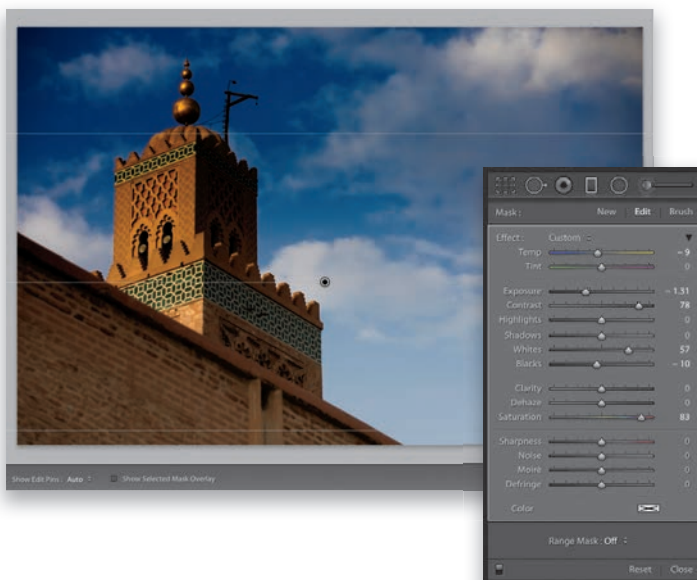 Mask : New Edit Brush
Effect : Custom
Temp – 9
Tint 0
Exposure – 1.31
Contrast 78
Highlights 0
Shadows 0
Whites 57
Blacks – 10
Clarity 0
Dehaze 0
Saturation 83
Sharpness 0
Noise 0
Moiré 0
Defringe 0
Color
Range Mask : Off
Reset Close
Show Edit Pins : Auto Show Selected Mask Overlay